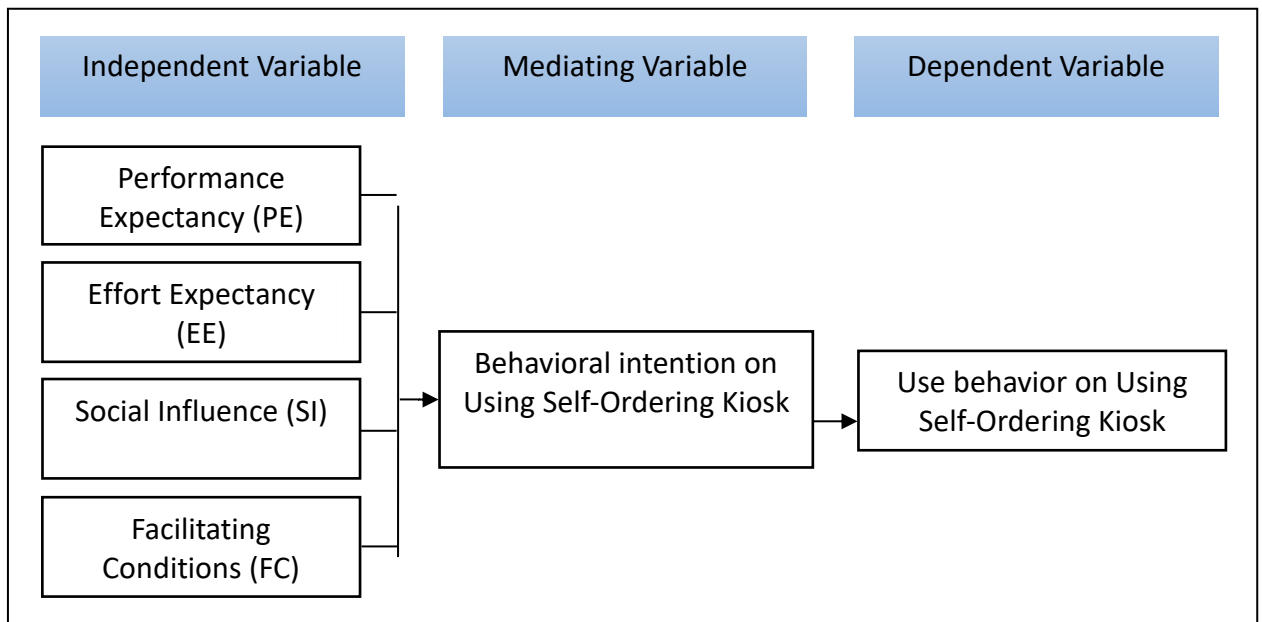 Independent Variable
Mediating Variable
Dependent Variable
Performance
Expectancy (PE)
Effort Expectancy
(EE)
Social Influence (SI)
Facilitating
Conditions (FC)
Behavioral intention on
Using Self-Ordering Kiosk
Use behavior on Using
Self-Ordering Kiosk